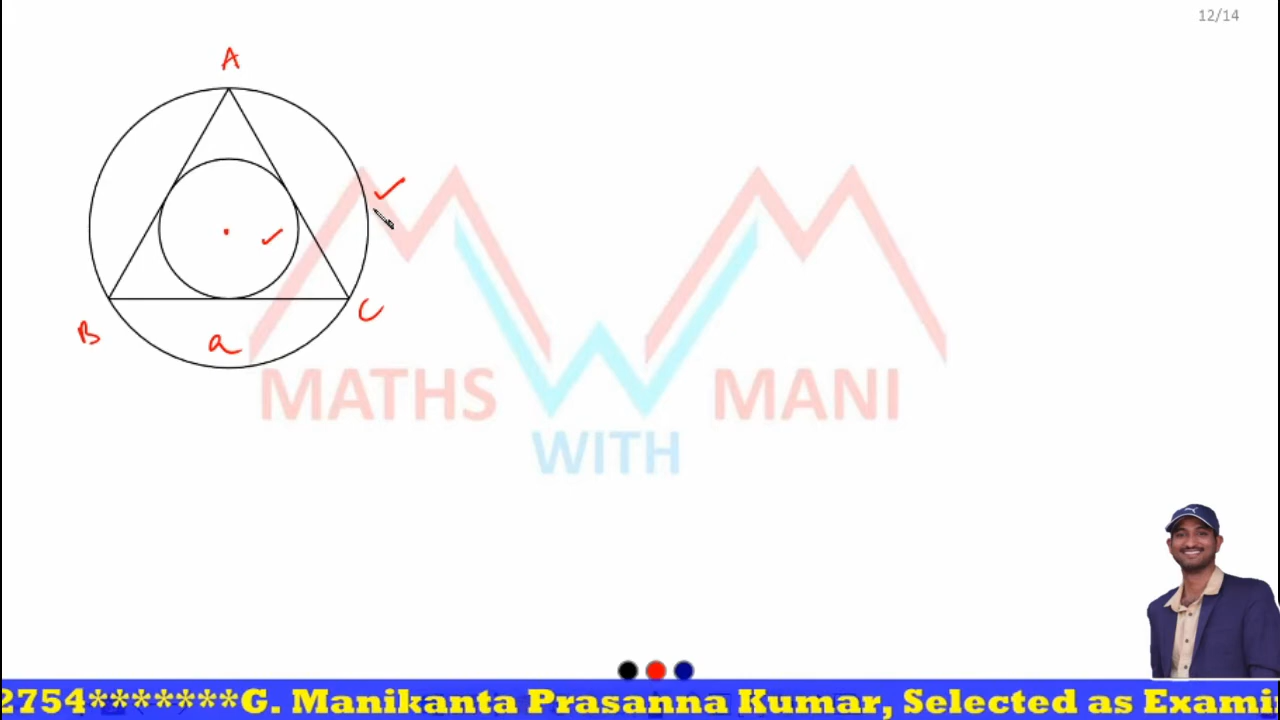 12/14
A
B
a
C
MATHS
MANI
WITH
2754*******G. Manikanta Prasanna Kumar, Selected as Exami